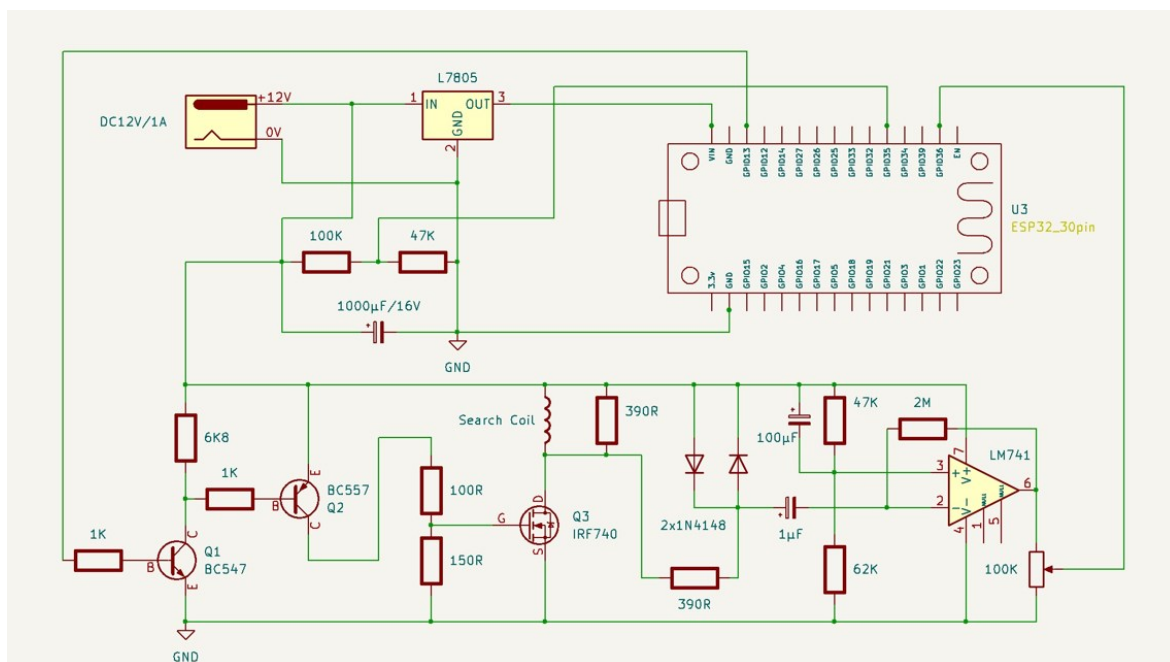 L7805
+12V
1
IN
OUT
3
DC12V/1A
0V
GND
2
VIN
GND
GPIO13
GPIO12
GPIO14
GPIO27
GPIO26
GPIO25
GPIO33
GPIO32
GPIO35
GPIO34
GPIO39
GPIO36
EN
U3
ESP32_30pin
100K
47K
3.3v
GND
GPIO15
GPIO2
GPIO4
GPIO16
GPIO17
GPIO5
GPIO18
GPIO19
GPIO21
GPIO3
GPIO1
GPIO22
GPIO23
1000µF/16V
+
GND
Search Coil
390R
+
100µF
47K
2M
6K8
LM741
1K
E
B
C
BC557
Q2
100R
3
+
7
V+
6
2
-
V-
NULL
NULL
4
1
5
D
G
S
Q3
IRF740
2x1N4148
+
1µF
1K
C
B
E
Q1
BC547
150R
390R
62K
100K
GND